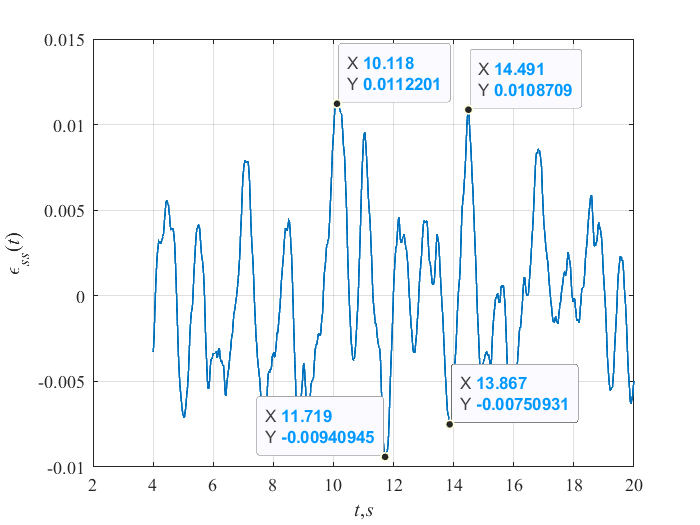 0.015
X 10.118
Y 0.0112201
X 14.491
Y 0.0108709
0.01
0.005
ϵss(t)
0
-0.005
X 13.867
Y -0.00750931
X 11.719
Y -0.00940945
-0.01
2 4 6 8 10 12 14 16 18 20
t,s